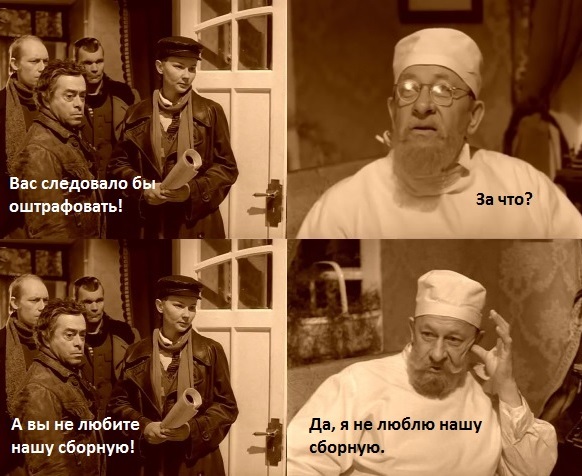 Вас следовало бы
оштрафовать!
За что?
А вы не любите
нашу сборную!
Да, я не люблю нашу
сборную.